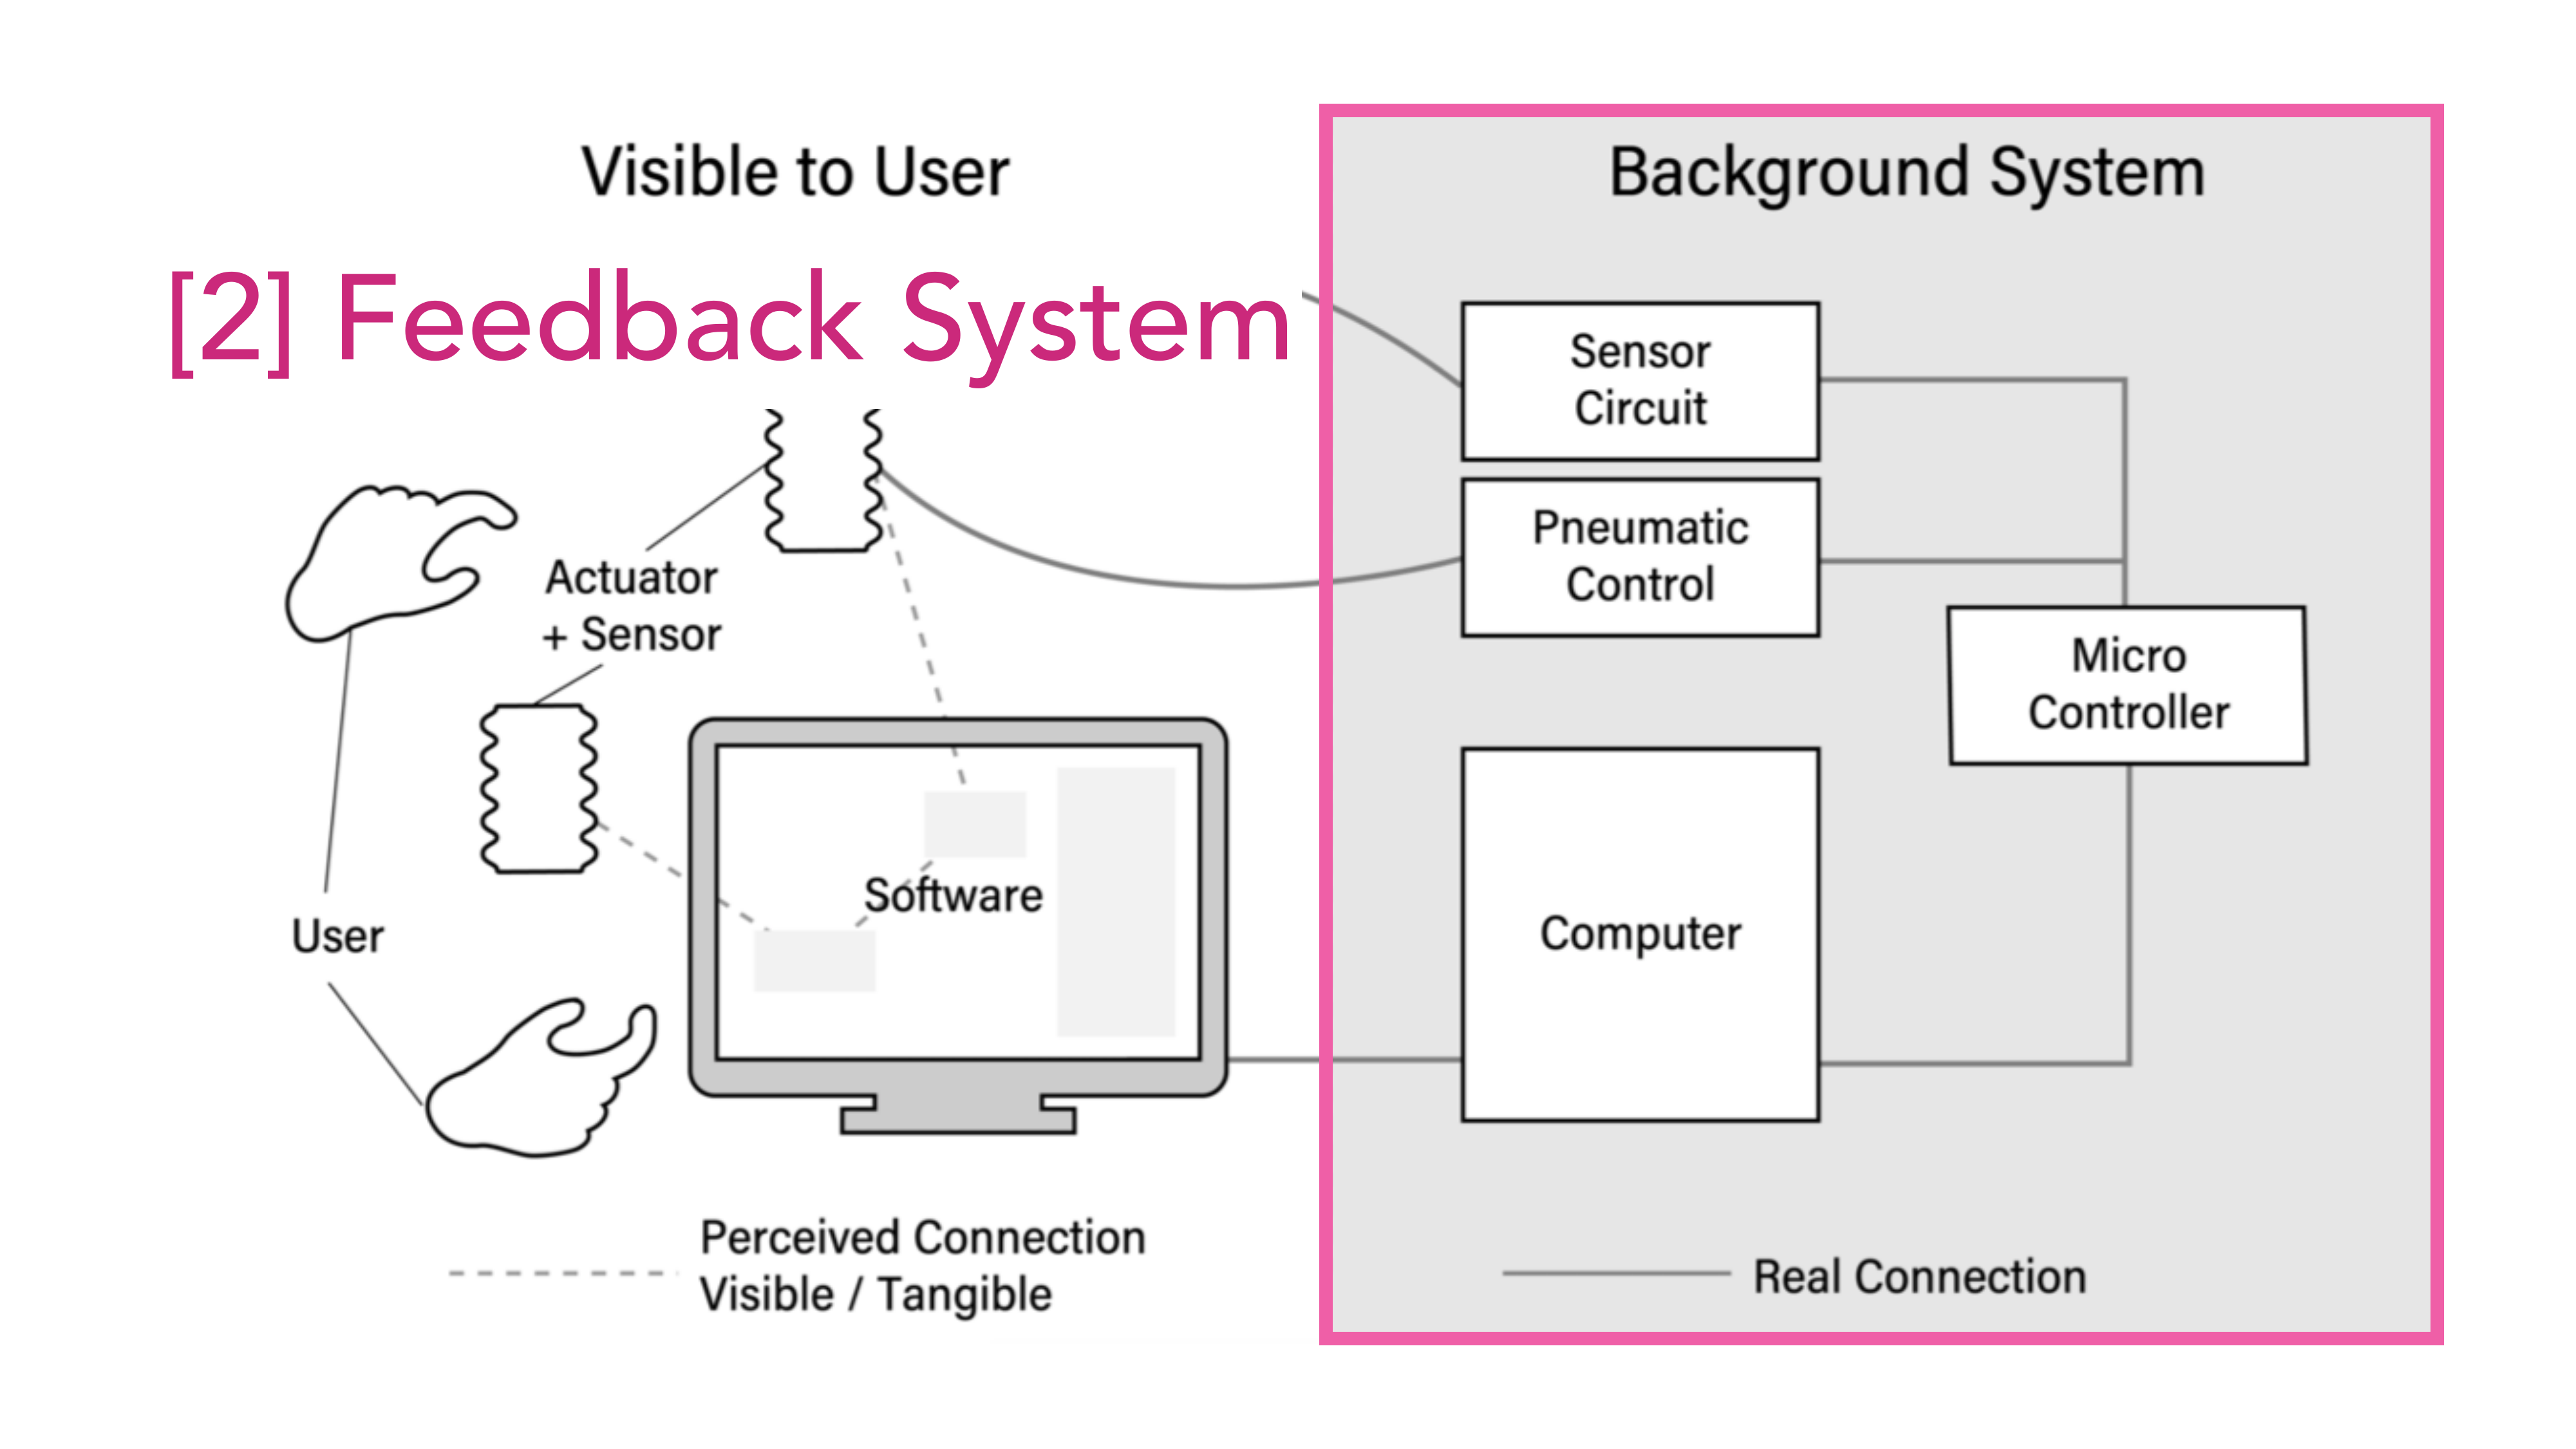 Visible to User
[2] Feedback System
Actuator
+ Sensor
User
Software
Perceived Connection
Visible / Tangible
Background System
Sensor
Circuit
Pneumatic
Control
Micro
Controller
Computer
Real Connection